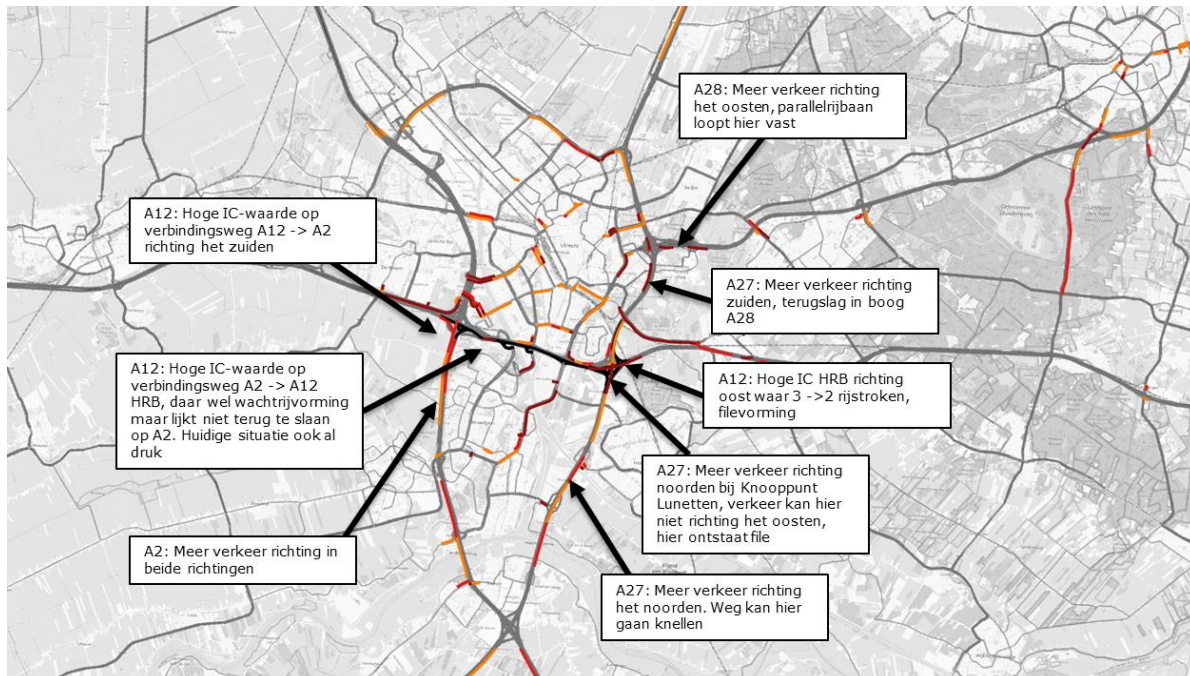 A28: Meer verkeer richting
het oosten, parallelrijbaan
loopt hier vast
A12: Hoge IC-waarde op
verbindingsweg A12 -> A2
richting het zuiden
A27: Meer verkeer richting
zuiden, terugslag in boog
A28
A12: Hoge IC-waarde op
verbindingsweg A2 -> A12
HRB, daar wel wachtrijvorming
maar lijkt niet terug te slaan
op A2. Huidige situatie ook al
druk
A12: Hoge IC HRB richting
oost waar 3 ->2 rijstroken,
filevorming
A27: Meer verkeer richting
noorden bij Knooppunt
Lunetten, verkeer kan hier
niet richting het oosten,
hier ontstaat file
A2: Meer verkeer richting in
beide richtingen
A27: Meer verkeer richting
het noorden. Weg kan hier
gaan knellen
Utrecht